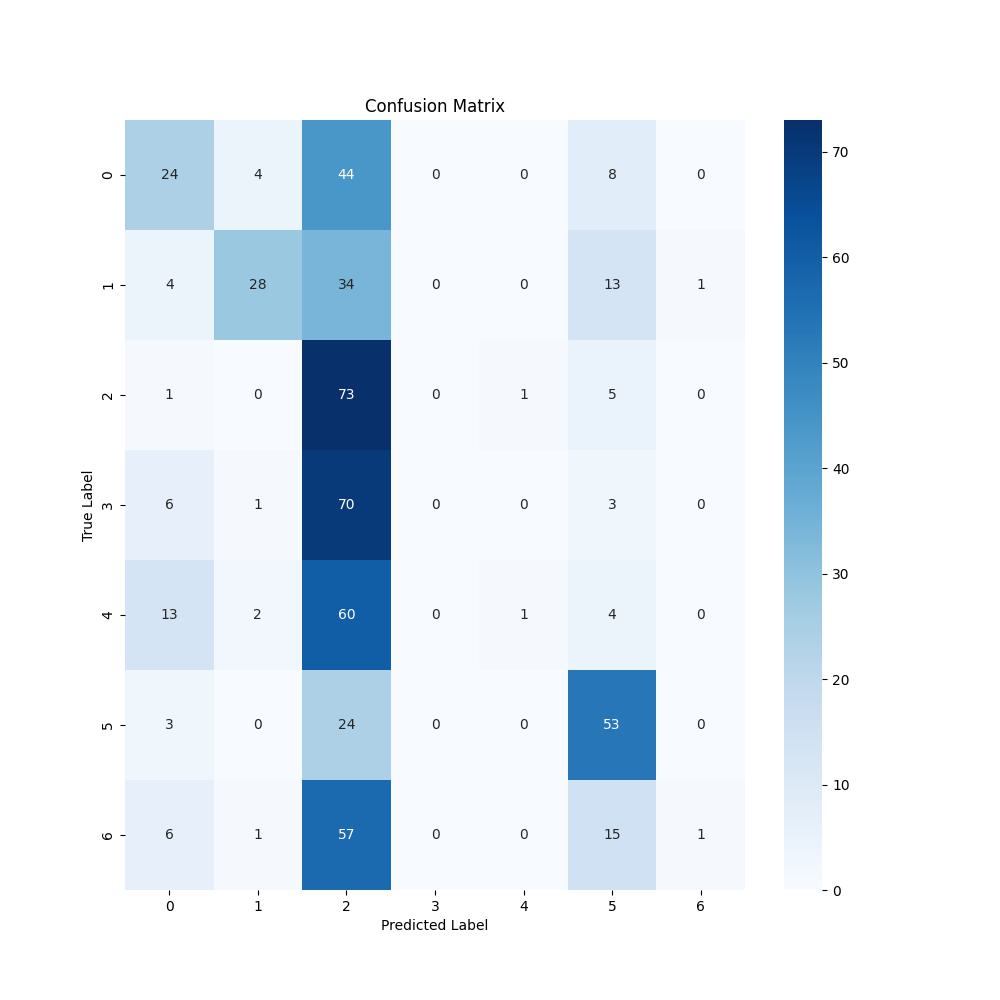 Confusion Matrix
0 24 4 44 0 0 8 0
1 4 28 34 0 0 13 1
2 1 0 73 0 1 5 0
3 6 1 70 0 0 3 0
4 13 2 60 0 1 4 0
5 3 0 24 0 0 53 0
6 6 1 57 0 0 15 1
0 1 2 3 4 5 6
Predicted Label
True Label
70
60
50
40
30
20
10
0